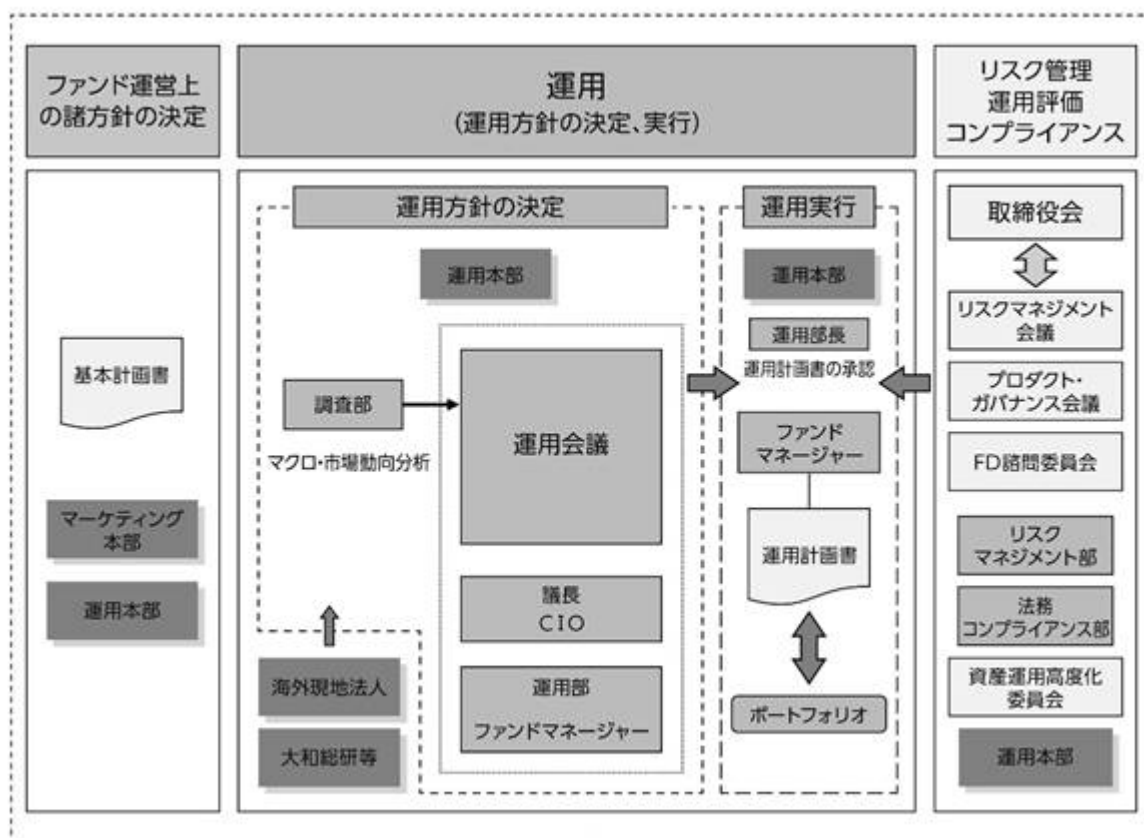 ファンド運営上
の諸方針の決定
運用
(運用方針の決定、実行)
リスク管理
運用評価
コンプライアンス
基本計画書
マーケティング
本部
運用本部
運用方針の決定
運用本部
調査部
マクロ・市場動向分析
運用会議
議長
CIO
運用部
ファンドマネージャー
海外現地法人
大和総研等
運用実行
運用本部
運用部長
運用計画書の承認
ファンド
マネージャー
運用計画書
ポートフォリオ
取締役会
リスクマネジメント
会議
プロダクト・
ガバナンス会議
FD諮問委員会
リスク
マネジメント部
法務
コンプライアンス部
資産運用高度化
委員会
運用本部